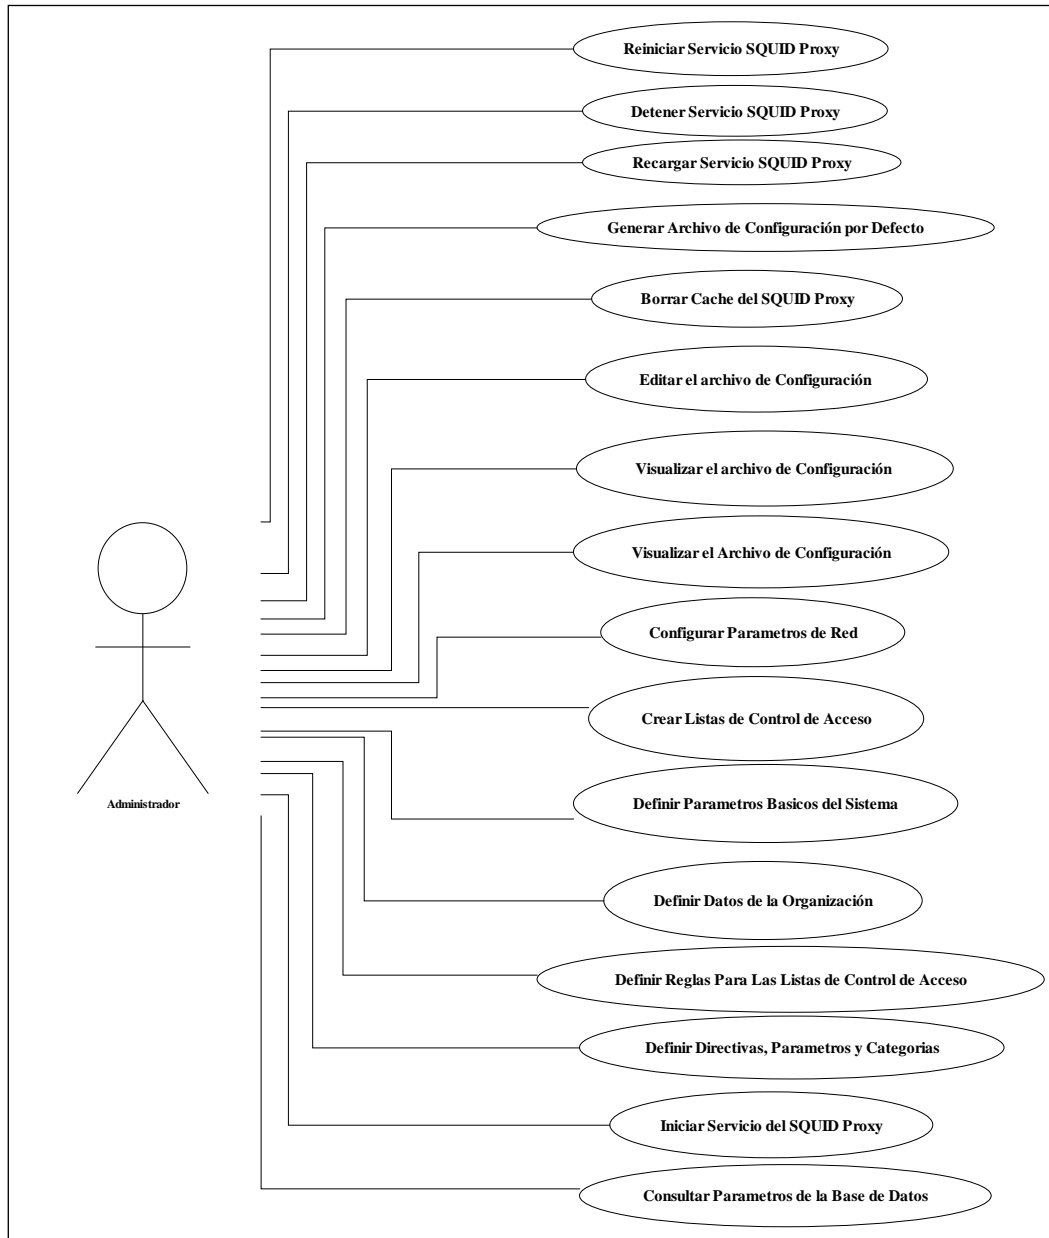 Reiniciar Servicio SQUID Proxy
Detener Servicio SQUID Proxy
Recargar Servicio SQUID Proxy
Generar Archivo de Configuración por Defecto
Borrar Cache del SQUID Proxy
Editar el archivo de Configuración
Visualizar el archivo de Configuración
Visualizar el Archivo de Configuración
Configurar Parametros de Red
Crear Listas de Control de Acceso
Definir Parametros Basicos del Sistema
Administrador
Definir Datos de la Organización
Definir Reglas Para Las Listas de Control de Acceso
Definir Directivas, Parametros y Categorias
Iniciar Servicio del SQUID Proxy
Consultar Parametros de la Base de Datos